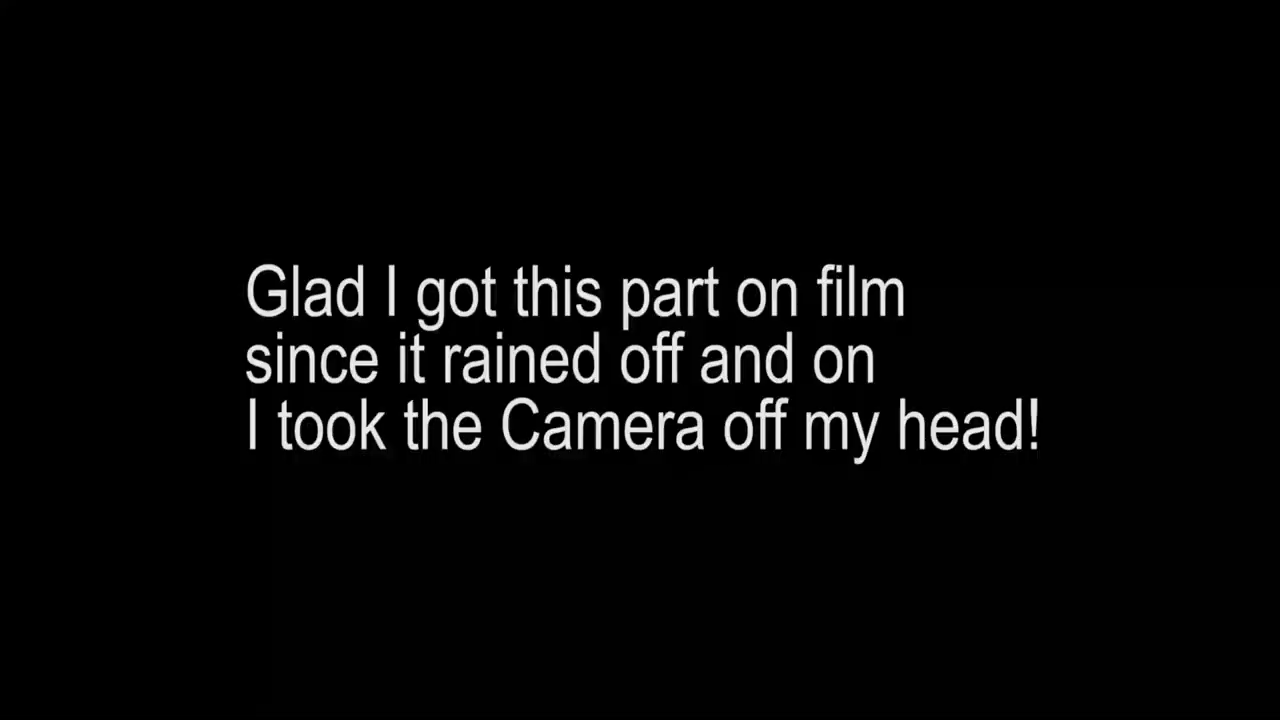 Glad I got this part on film
since it rained off and on
I took the Camera off my head!